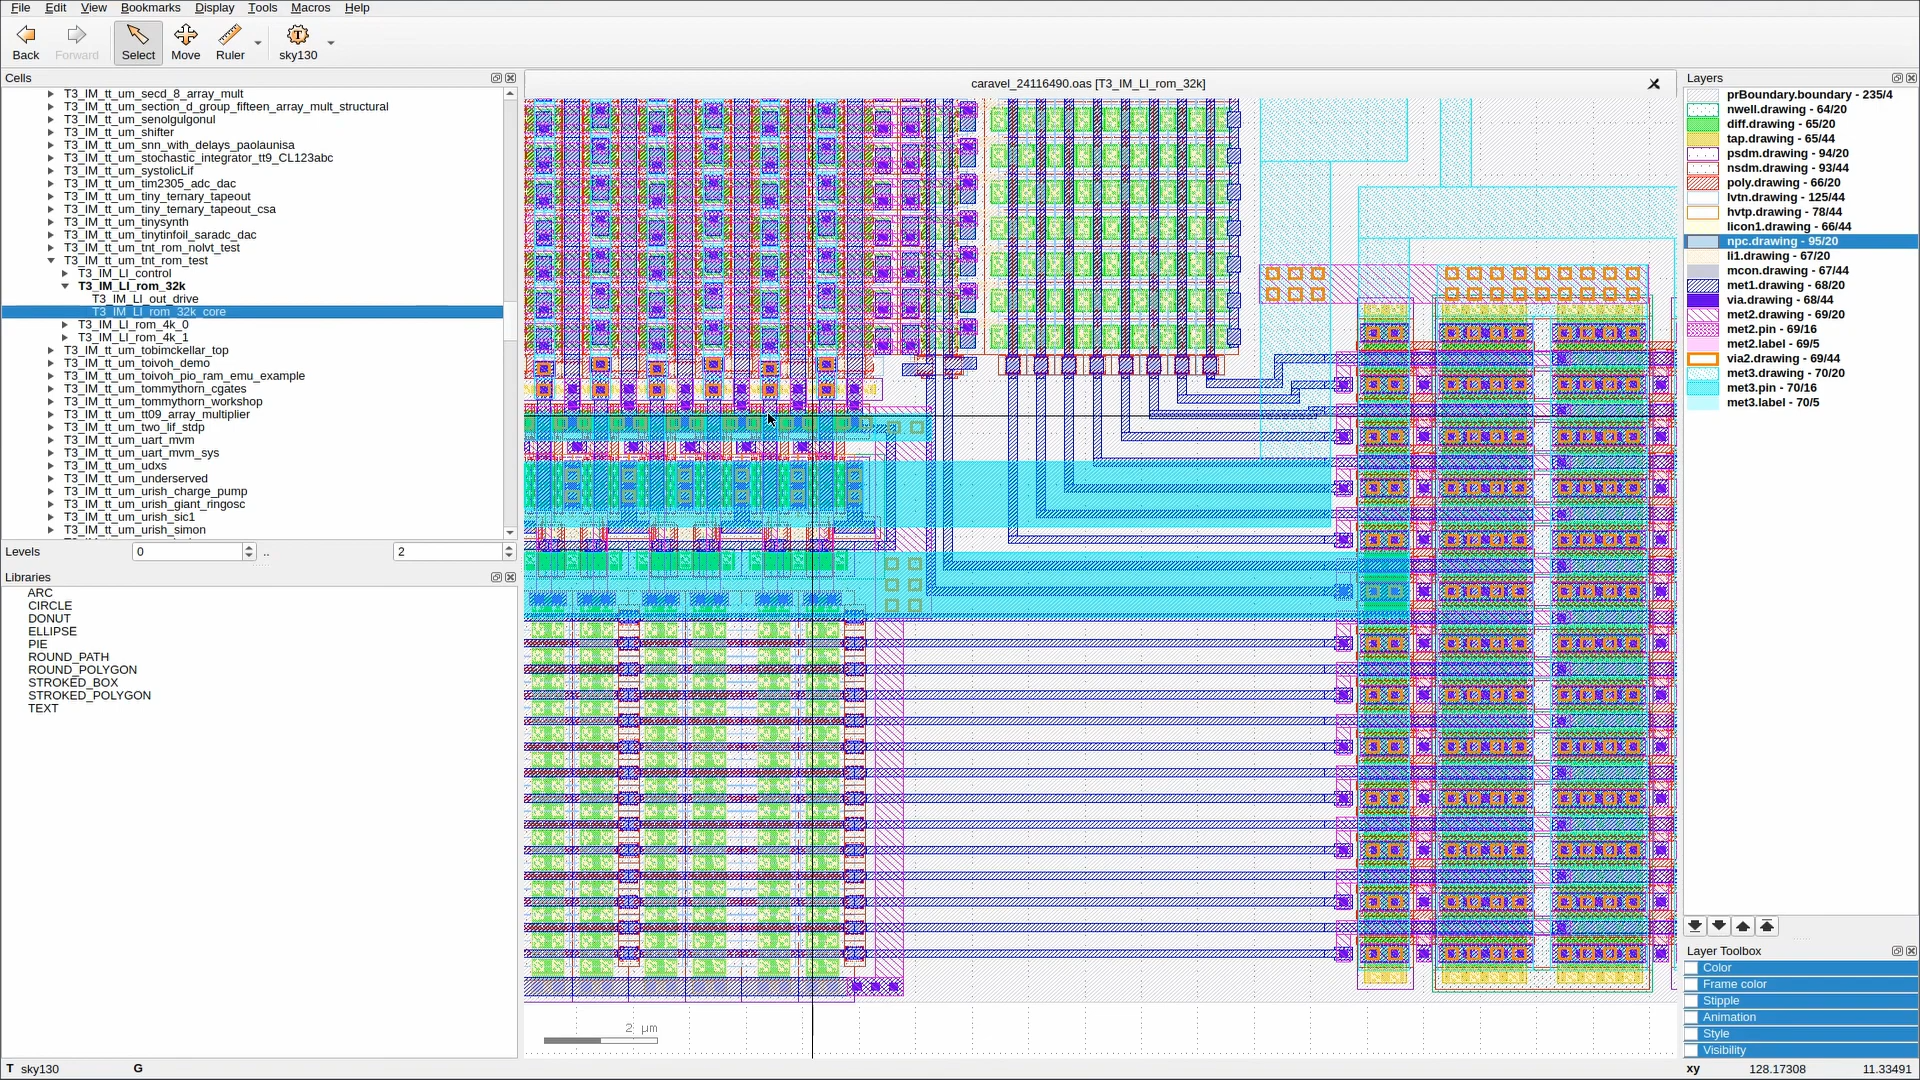 File Edit View Bookmarks Display Tools Macros Help
Back Forward Select Move Ruler sky130
Cells
T3_IM_tt_um_secd_8_array_mult
T3_IM_tt_um_section_d_group_fifteen_array_mult_structural
T3_IM_tt_um_senolgulgonul
T3_IM_tt_um_shifter
T3_IM_tt_um_snn_with_delays_paolaunisa
T3_IM_tt_um_stochastic_integrator_tt9_CL123abc
T3_IM_tt_um_systolicLif
T3_IM_tt_um_tim2305_adc_dac
T3_IM_tt_um_tiny_ternary_tapeout
T3_IM_tt_um_tiny_ternary_tapeout_csa
T3_IM_tt_um_tinysynth
T3_IM_tt_um_tinytinfoil_saradc_dac
T3_IM_tt_um_tnt_rom_nolvt_test
T3_IM_tt_um_tnt_rom_test
T3_IM_LI_control
T3_IM_LI_rom_32k
T3_IM_LI_out_drive
T3_IM_LI_rom_32k_core
T3_IM_LI_rom_4k_0
T3_IM_LI_rom_4k_1
T3_IM_tt_um_tobimckellar_top
T3_IM_tt_um_toivoh_demo
T3_IM_tt_um_toivoh_pio_ram_emu_example
T3_IM_tt_um_tommythorn_cgates
T3_IM_tt_um_tommythorn_workshop
T3_IM_tt_um_tt09_array_multiplier
T3_IM_tt_um_two_lif_stdp
T3_IM_tt_um_uart_mvm
T3_IM_tt_um_uart_mvm_sys
T3_IM_tt_um_udxs
T3_IM_tt_um_underserved
T3_IM_tt_um_urish_charge_pump
T3_IM_tt_um_urish_giant_ringosc
T3_IM_tt_um_urish_sic1
T3_IM_tt_um_urish_simon
Levels 0 .. 2
Libraries
ARC
CIRCLE
DONUT
ELLIPSE
PIE
ROUND_PATH
ROUND_POLYGON
STROKED_BOX
STROKED_POLYGON
TEXT
caravel_24116490.oas [T3_IM_LI_rom_32k]
2 µm
Layers
prBoundary.boundary - 235/4
nwell.drawing - 64/20
diff.drawing - 65/20
tap.drawing - 65/44
psdm.drawing - 94/20
nsdm.drawing - 93/44
poly.drawing - 66/20
lvtn.drawing - 125/44
hvtp.drawing - 78/44
licon1.drawing - 66/44
npc.drawing - 95/20
li1.drawing - 67/20
mcon.drawing - 67/44
met1.drawing - 68/20
via.drawing - 68/44
met2.drawing - 69/20
met2.pin - 69/16
met2.label - 69/5
via2.drawing - 69/44
met3.drawing - 70/20
met3.pin - 70/16
met3.label - 70/5
Layer Toolbox
Color
Frame color
Stipple
Animation
Style
Visibility
T sky130 G
xy 128.17308 11.33491